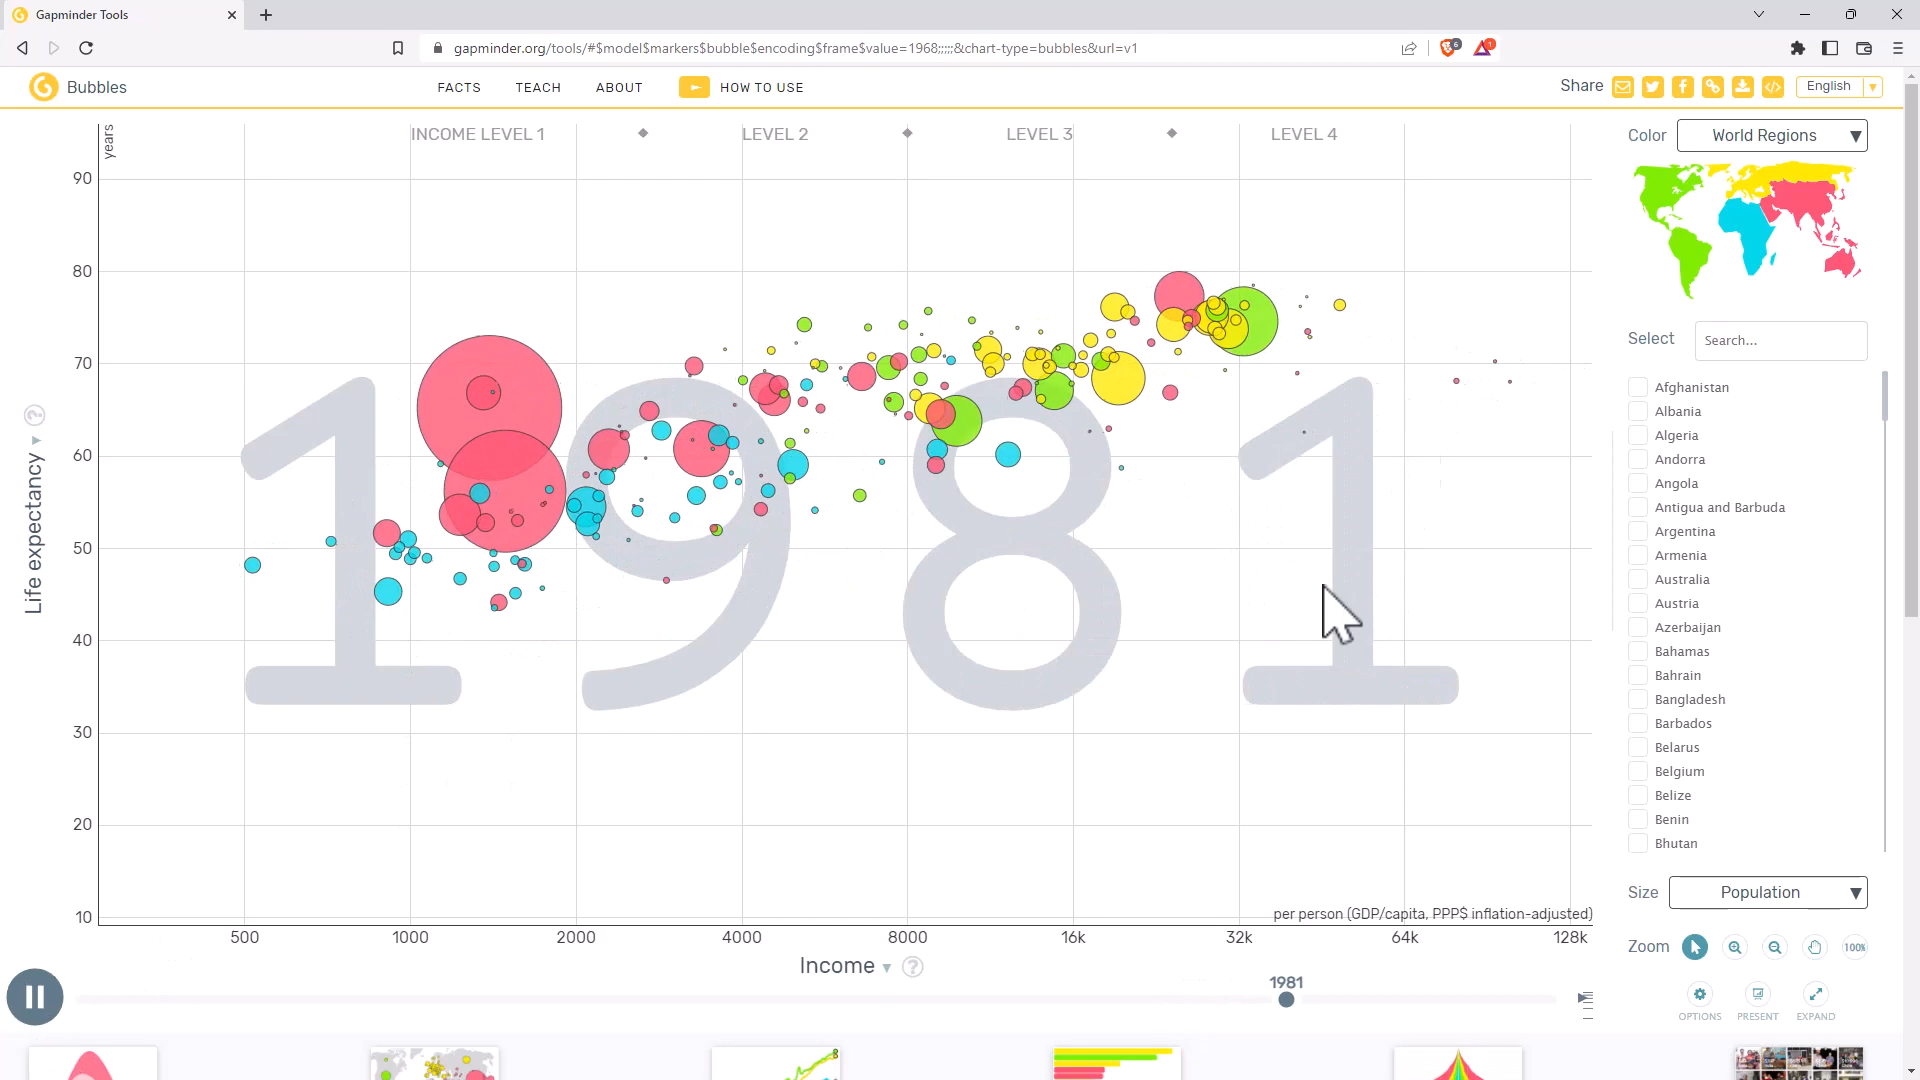 Gapminder Tools
gapminder.org/tools/#$model$markers$bubble$encoding$frame$value=1968;;;;;&chart-type=bubbles&url=v1
6
1
Bubbles
FACTS
TEACH
ABOUT
HOW TO USE
Share
English
years
INCOME LEVEL 1
LEVEL 2
LEVEL 3
LEVEL 4
90
80
70
60
50
40
30
20
10
Life expectancy
?
1981
per person (GDP/capita, PPP$ inflation-adjusted)
500
1000
2000
4000
8000
16k
32k
64k
128k
Income
?
1981
Color
World Regions
Select
Search...
Afghanistan
Albania
Algeria
Andorra
Angola
Antigua and Barbuda
Argentina
Armenia
Australia
Austria
Azerbaijan
Bahamas
Bahrain
Bangladesh
Barbados
Belarus
Belgium
Belize
Benin
Bhutan
Size
Population
Zoom
100%
OPTIONS
PRESENT
EXPAND